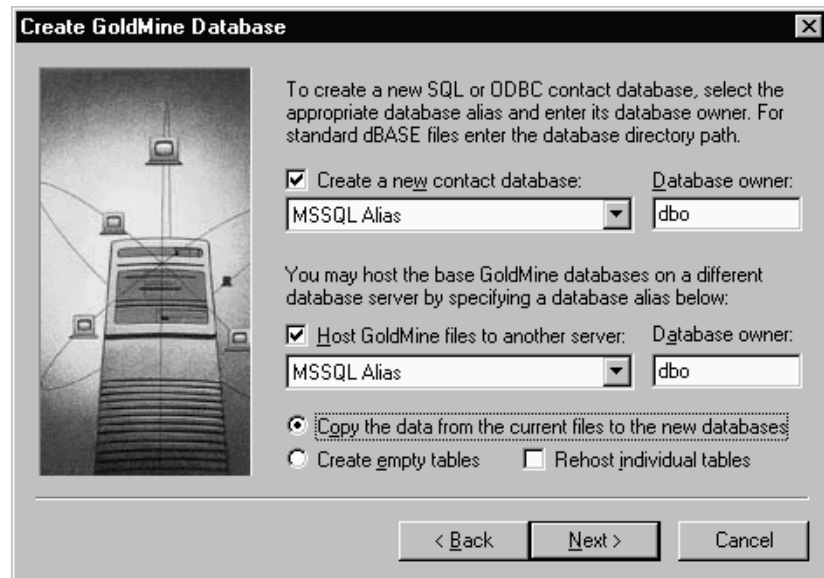 Create GoldMine Database
To create a new SQL or ODBC contact database, select the
appropriate database alias and enter its database owner. For
standard dBASE files enter the database directory path.
Create a new contact database: Database owner:
MSSQL Alias dbo
You may host the base GoldMine databases on a different
database server by specifying a database alias below:
Host GoldMine files to another server: Database owner:
MSSQL Alias dbo
Copy the data from the current files to the new databases
Create empty tables Rehost individual tables
< Back Next > Cancel